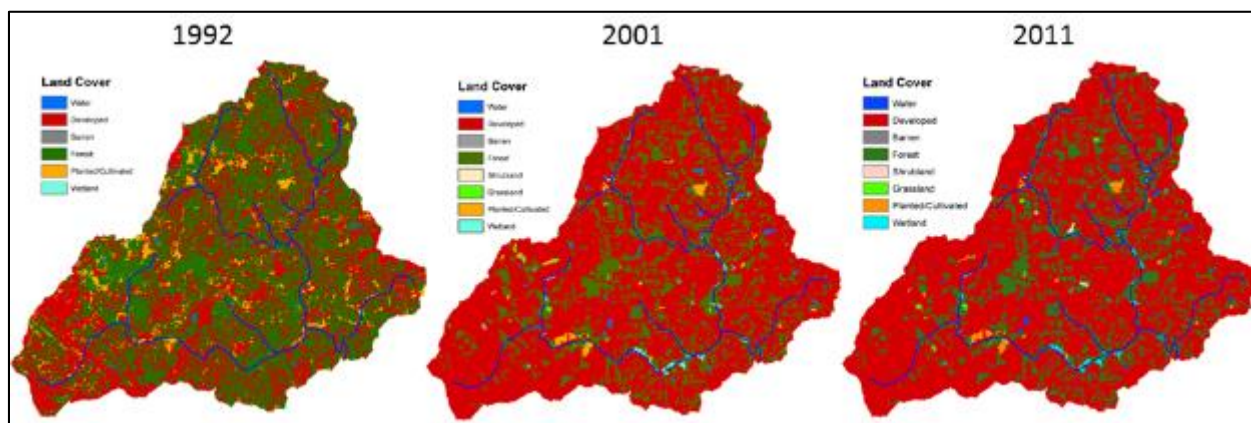 1992
Land Cover
Water
Developed
Barren
Forest
Planted/Cultivated
Wetland
2001
Land Cover
Water
Developed
Barren
Forest
Shrubland
Grassland
Planted/Cultivated
Wetland
2011
Land Cover
Water
Developed
Barren
Forest
Shrubland
Grassland
Planted/Cultivated
Wetland